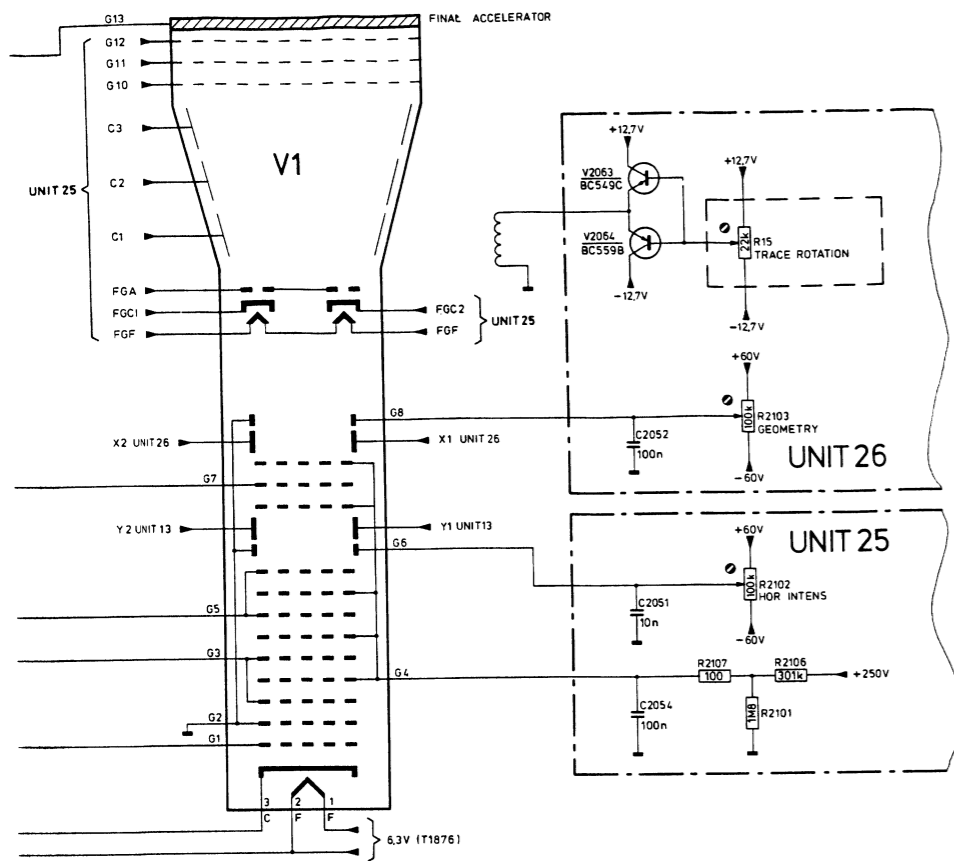 G13
FINAL ACCELERATOR
G12
G11
G10
C3
V1
UNIT 25
C2
C1
FGA
FGC1
FGF
FGC2
FGF
UNIT 25
G8
X2 UNIT 26
X1 UNIT 26
G7
Y2 UNIT 13
Y1 UNIT 13
G6
G5
G3
G4
G2
G1
3
2
1
C
F
F
6,3V (T1876)
+12,7V
V2063
BC549C
+12,7V
V2064
BC559B
22k
R15
TRACE ROTATION
-12,7V
-12,7V
+60V
100k
R2103
GEOMETRY
C2052
100n
-60V
UNIT 26
+60V
UNIT 25
100k
R2102
HOR INTENS
C2051
10n
-60V
R2107
100
R2106
301k
+250V
C2054
100n
1M8
R2101